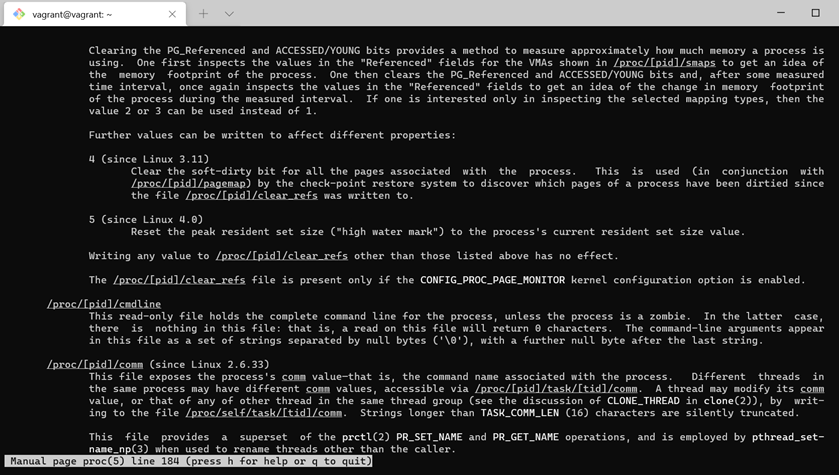 vagrant@vagrant: ~
Clearing the PG_Referenced and ACCESSED/YOUNG bits provides a method to measure approximately how much memory a process is
using. One first inspects the values in the "Referenced" fields for the VMAs shown in /proc/[pid]/smaps to get an idea of
the memory footprint of the process. One then clears the PG_Referenced and ACCESSED/YOUNG bits and, after some measured
time interval, once again inspects the values in the "Referenced" fields to get an idea of the change in memory footprint
of the process during the measured interval. If one is interested only in inspecting the selected mapping types, then the
value 2 or 3 can be used instead of 1.
Further values can be written to affect different properties:
4 (since Linux 3.11)
Clear the soft-dirty bit for all the pages associated with the process. This is used (in conjunction with
/proc/[pid]/pagemap) by the check-point restore system to discover which pages of a process have been dirtied since
the file /proc/[pid]/clear_refs was written to.
5 (since Linux 4.0)
Reset the peak resident set size ("high water mark") to the process's current resident set size value.
Writing any value to /proc/[pid]/clear_refs other than those listed above has no effect.
The /proc/[pid]/clear_refs file is present only if the CONFIG_PROC_PAGE_MONITOR kernel configuration option is enabled.
/proc/[pid]/cmdline
This read-only file holds the complete command line for the process, unless the process is a zombie. In the latter case,
there is nothing in this file: that is, a read on this file will return 0 characters. The command-line arguments appear
in this file as a set of strings separated by null bytes ('\0'), with a further null byte after the last string.
/proc/[pid]/comm (since Linux 2.6.33)
This file exposes the process's comm value—that is, the command name associated with the process. Different threads in
the same process may have different comm values, accessible via /proc/[pid]/task/[tid]/comm. A thread may modify its comm
value, or that of any of other thread in the same thread group (see the discussion of CLONE_THREAD in clone(2)), by writ-
ing to the file /proc/self/task/[tid]/comm. Strings longer than TASK_COMM_LEN (16) characters are silently truncated.
This file provides a superset of the prctl(2) PR_SET_NAME and PR_GET_NAME operations, and is employed by pthread_set-
name_np(3) when used to rename threads other than the caller.
Manual page proc(5) line 184 (press h for help or q to quit)